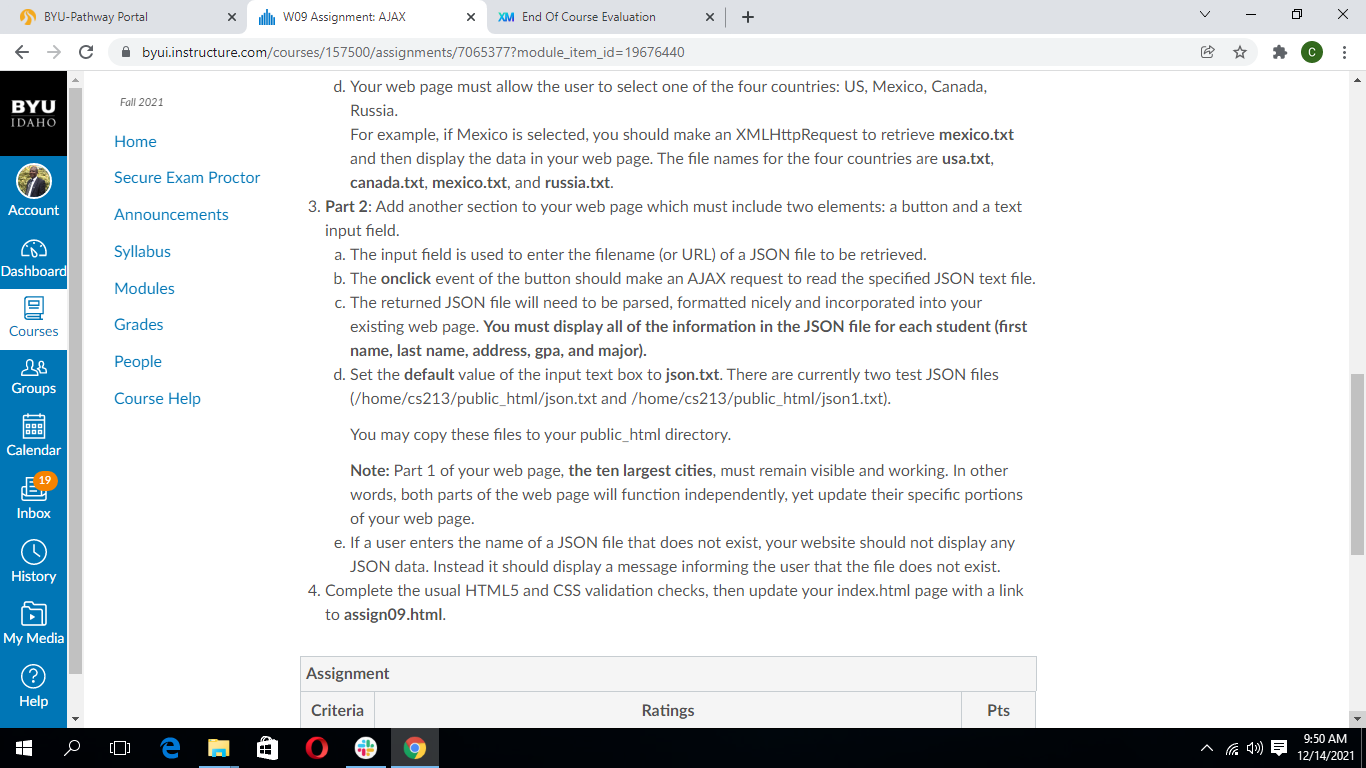 BYU-Pathway Portal
W09 Assignment: AJAX
XM End Of Course Evaluation
byui.instructure.com/courses/157500/assignments/7065377?module_item_id=19676440
C
BYU
IDAHO
Account
Dashboard
Courses
Groups
Calendar
19
Inbox
History
My Media
Help
Fall 2021
Home
Secure Exam Proctor
Announcements
Syllabus
Modules
Grades
People
Course Help
d. Your web page must allow the user to select one of the four countries: US, Mexico, Canada,
Russia.
For example, if Mexico is selected, you should make an XMLHttpRequest to retrieve mexico.txt
and then display the data in your web page. The file names for the four countries are usa.txt,
canada.txt, mexico.txt, and russia.txt.
3. Part 2: Add another section to your web page which must include two elements: a button and a text
input field.
a. The input field is used to enter the filename (or URL) of a JSON file to be retrieved.
b. The onclick event of the button should make an AJAX request to read the specified JSON text file.
c. The returned JSON file will need to be parsed, formatted nicely and incorporated into your
existing web page. You must display all of the information in the JSON file for each student (first
name, last name, address, gpa, and major).
d. Set the default value of the input text box to json.txt. There are currently two test JSON files
(/home/cs213/public_html/json.txt and /home/cs213/public_html/json1.txt).
You may copy these files to your public_html directory.
Note: Part 1 of your web page, the ten largest cities, must remain visible and working. In other
words, both parts of the web page will function independently, yet update their specific portions
of your web page.
e. If a user enters the name of a JSON file that does not exist, your website should not display any
JSON data. Instead it should display a message informing the user that the file does not exist.
4. Complete the usual HTML5 and CSS validation checks, then update your index.html page with a link
to assign09.html.
Assignment
Criteria Ratings Pts
9:50 AM
12/14/2021